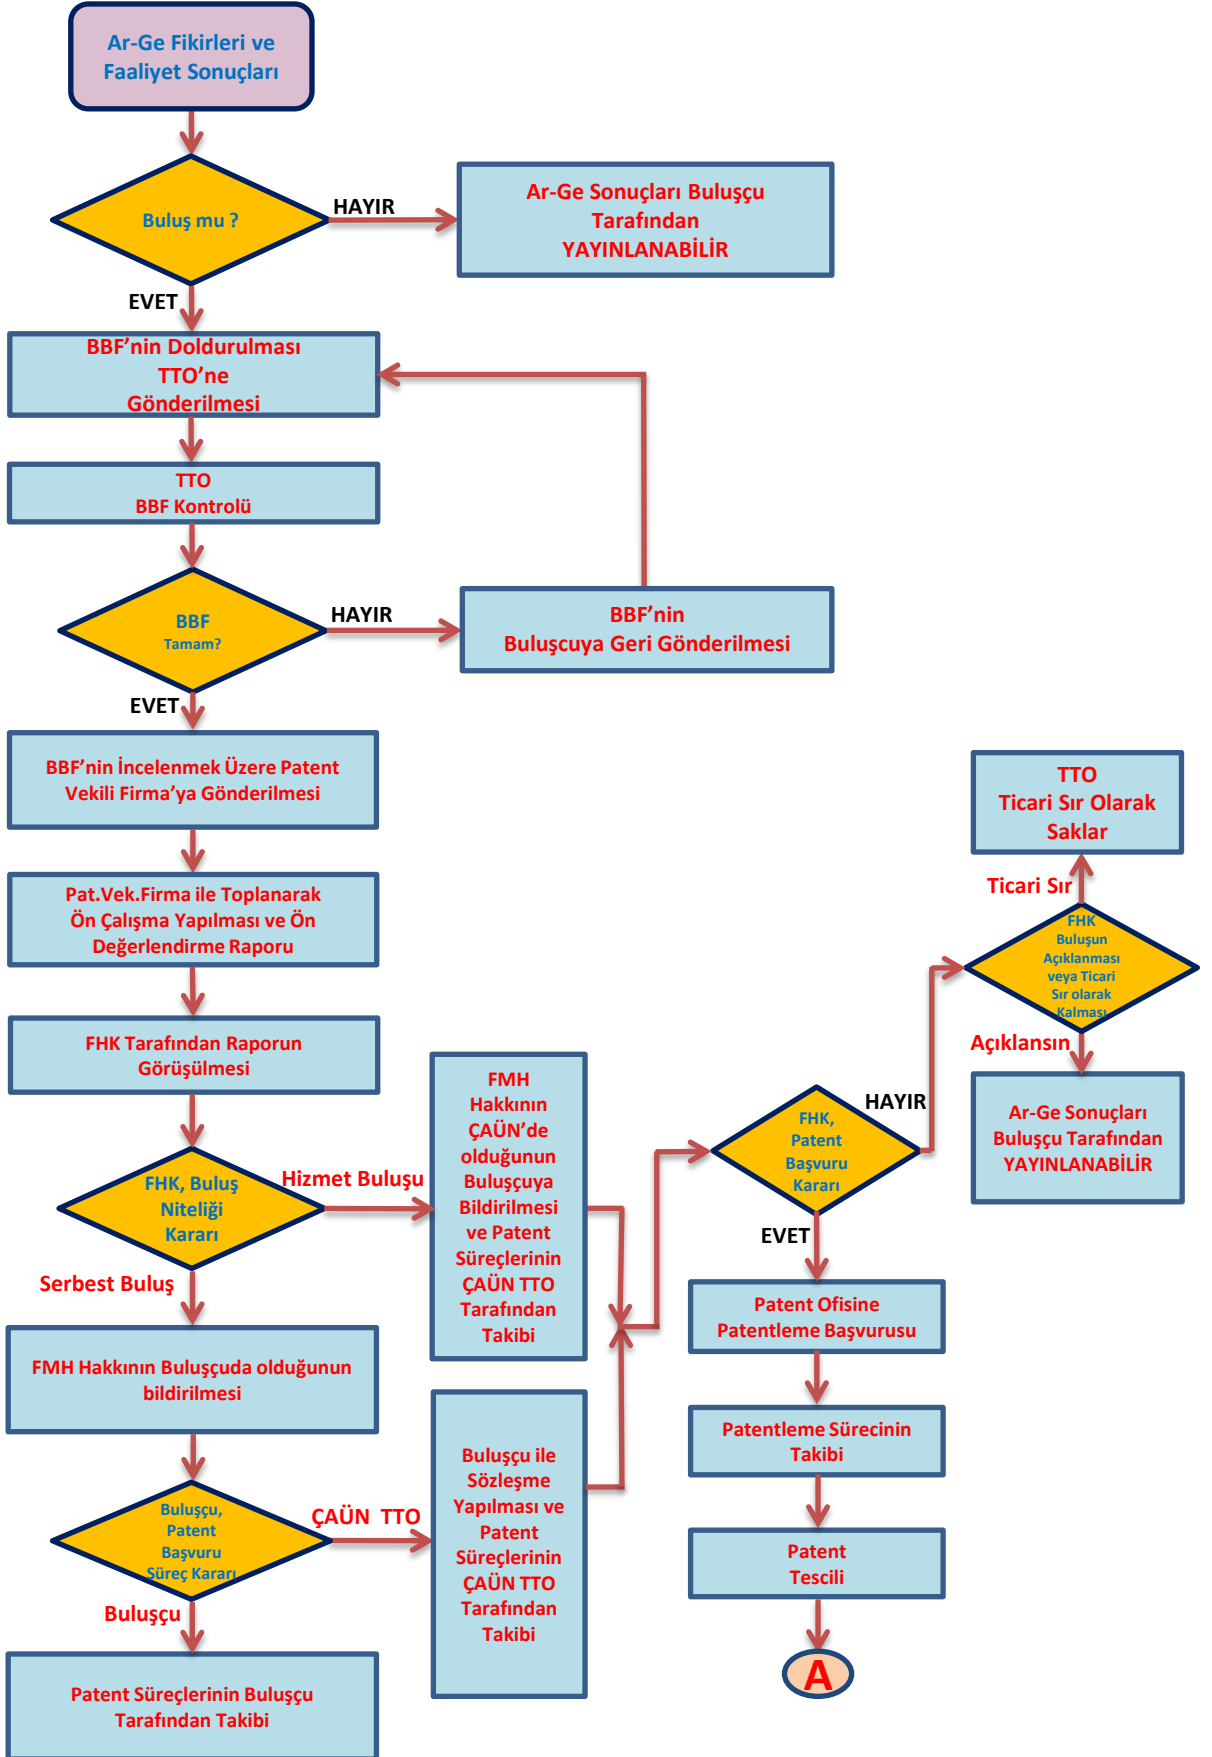 Ar-Ge Fikirleri ve
Faaliyet Sonuçları
Buluş mu ?
HAYIR
Ar-Ge Sonuçları Buluşçu
Tarafından
YAYINLANABİLİR
EVET
BBF’nin Doldurulması
TTO’ne
Gönderilmesi
TTO
BBF Kontrolü
BBF
Tamam?
HAYIR
BBF’nin
Buluşcuya Geri Gönderilmesi
EVET
BBF’nin İncelenmek Üzere Patent
Vekili Firma’ya Gönderilmesi
Pat.Vek.Firma ile Toplanarak
Ön Çalışma Yapılması ve Ön
Değerlendirme Raporu
FHK Tarafından Raporun
Görüşülmesi
FHK, Buluş
Niteliği
Kararı
Hizmet Buluşu
Serbest Buluş
FMH Hakkının Buluşçuda olduğunun
bildirilmesi
Buluşçu,
Patent
Başvuru
Süreç Kararı
ÇAÜN TTO
Buluşçu
Patent Süreçlerinin Buluşçu
Tarafından Takibi
FMH
Hakkının
ÇAÜN’de
olduğunun
Buluşçuya
Bildirilmesi
ve Patent
Süreçlerinin
ÇAÜN TTO
Tarafından
Takibi
Buluşçu ile
Sözleşme
Yapılması ve
Patent
Süreçlerinin
ÇAÜN TTO
Tarafından
Takibi
FHK,
Patent
Başvuru
Kararı
HAYIR
EVET
Patent Ofisine
Patentleme Başvurusu
Patentleme Sürecinin
Takibi
Patent
Tescili
A
TTO
Ticari Sır Olarak
Saklar
Ticari Sır
FHK
Buluşun
Açıklanması
veya Ticari
Sır olarak
Kalması
Açıklansın
Ar-Ge Sonuçları
Buluşçu Tarafından
YAYINLANABİLİR